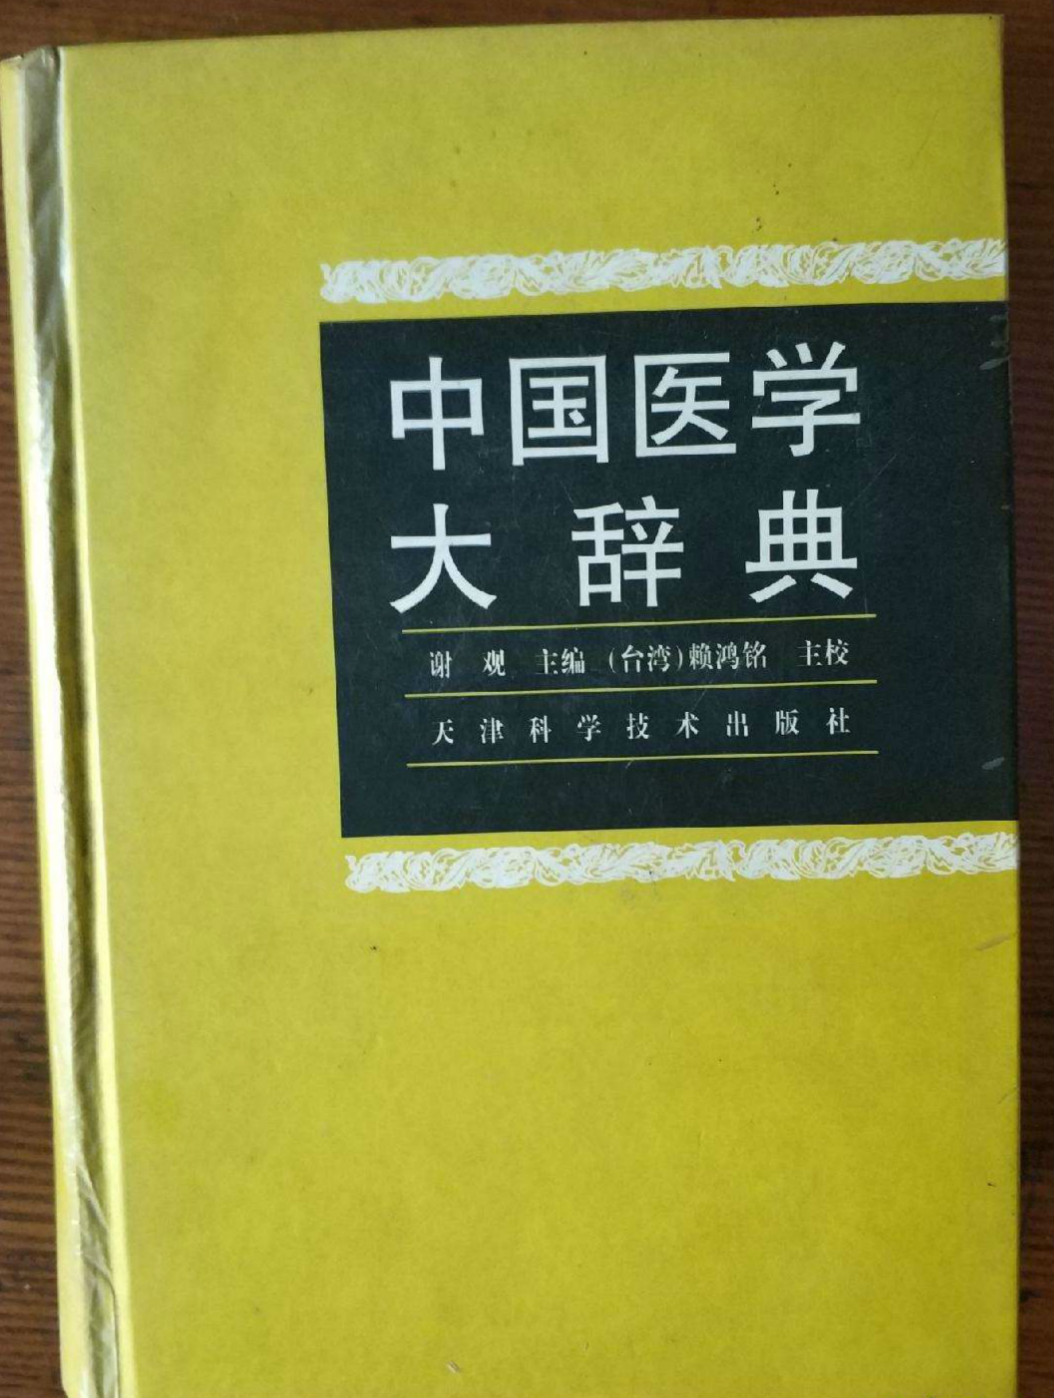 中国医学
大辞典
谢观 主编 (台湾)赖鸿铭 主校
天津科学技术出版社